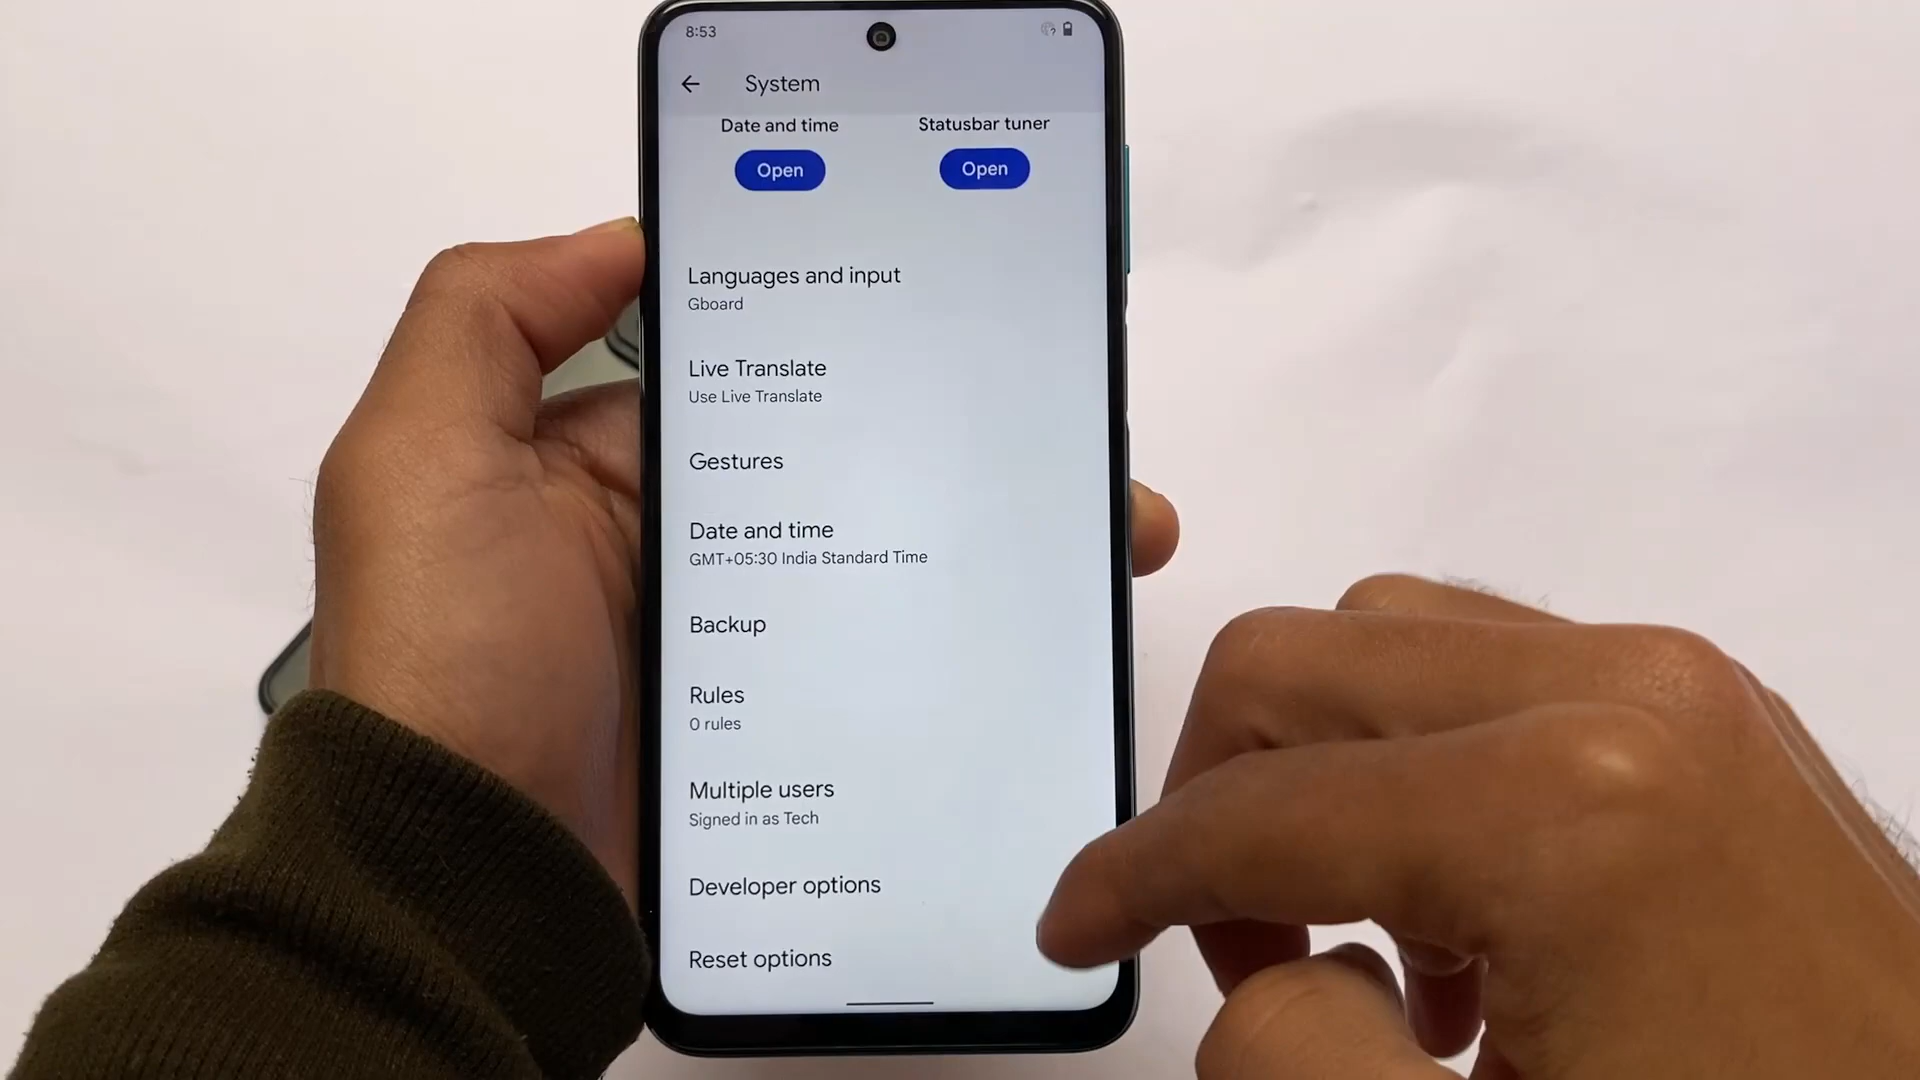 8:53
System
Date and time
Statusbar tuner
Open
Open
Languages and input
Gboard
Live Translate
Use Live Translate
Gestures
Date and time
GMT+05:30 India Standard Time
Backup
Rules
0 rules
Multiple users
Signed in as Tech
Developer options
Reset options